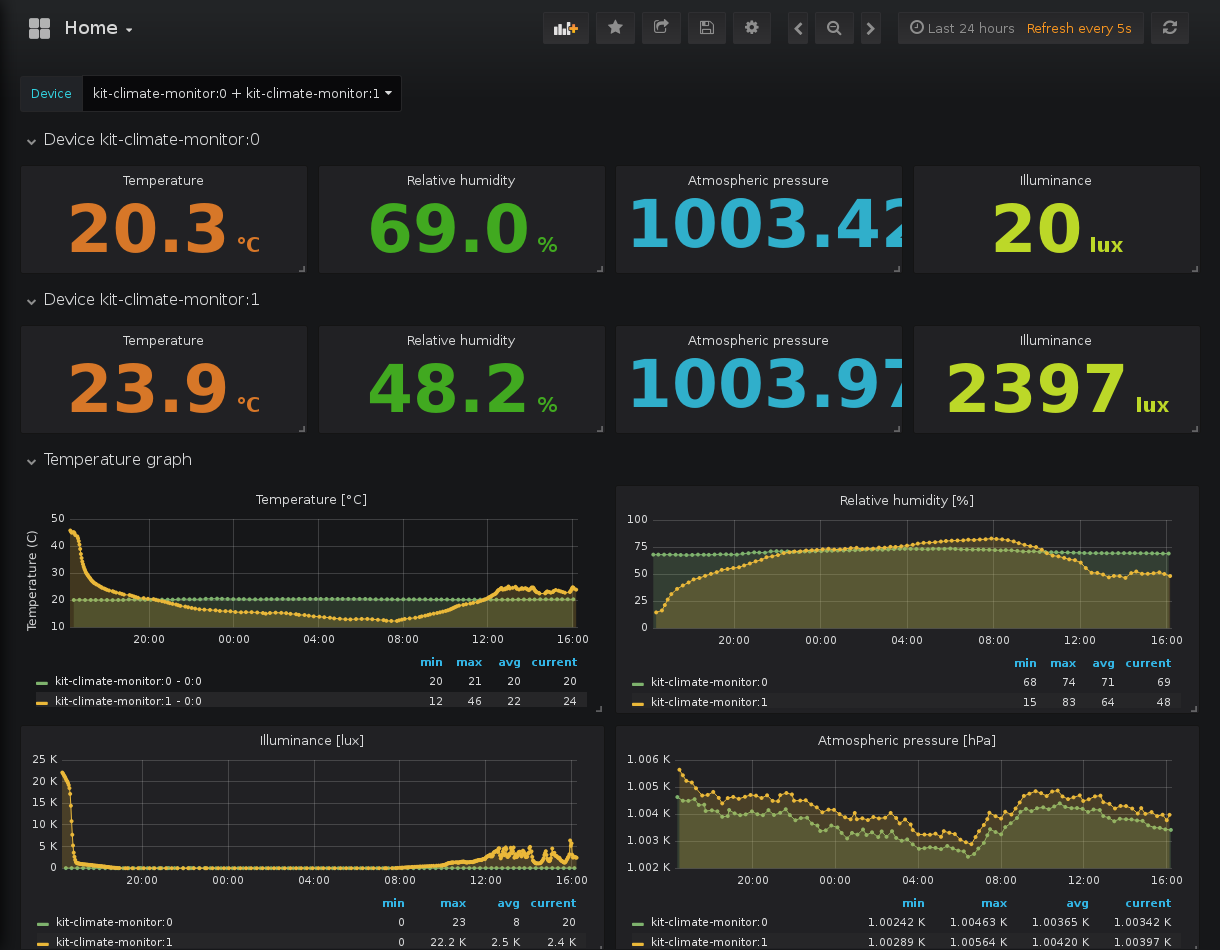 Home
Last 24 hours Refresh every 5s
Device kit-climate-monitor:0 + kit-climate-monitor:1
Device kit-climate-monitor:0
Temperature Relative humidity Atmospheric pressure Illuminance
20.3 °C 69.0 % 1003.42 20 lux
Device kit-climate-monitor:1
Temperature Relative humidity Atmospheric pressure Illuminance
23.9 °C 48.2 % 1003.97 2397 lux
Temperature graph
Temperature [°C]
Temperature (C)
50
40
30
20
10
20:00 00:00 04:00 08:00 12:00 16:00
min max avg current
kit-climate-monitor:0 - 0:0 20 21 20 20
kit-climate-monitor:1 - 0:0 12 46 22 24
Relative humidity [%]
100
75
50
25
0
20:00 00:00 04:00 08:00 12:00 16:00
min max avg current
kit-climate-monitor:0 68 74 71 69
kit-climate-monitor:1 15 83 64 48
Illuminance [lux]
25 K
20 K
15 K
10 K
5 K
0
20:00 00:00 04:00 08:00 12:00 16:00
min max avg current
kit-climate-monitor:0 0 23 8 20
kit-climate-monitor:1 0 22.2 K 2.5 K 2.4 K
Atmospheric pressure [hPa]
1.006 K
1.005 K
1.004 K
1.003 K
1.002 K
20:00 00:00 04:00 08:00 12:00 16:00
min max avg current
kit-climate-monitor:0 1.00242 K 1.00463 K 1.00365 K 1.00342 K
kit-climate-monitor:1 1.00289 K 1.00564 K 1.00420 K 1.00397 K